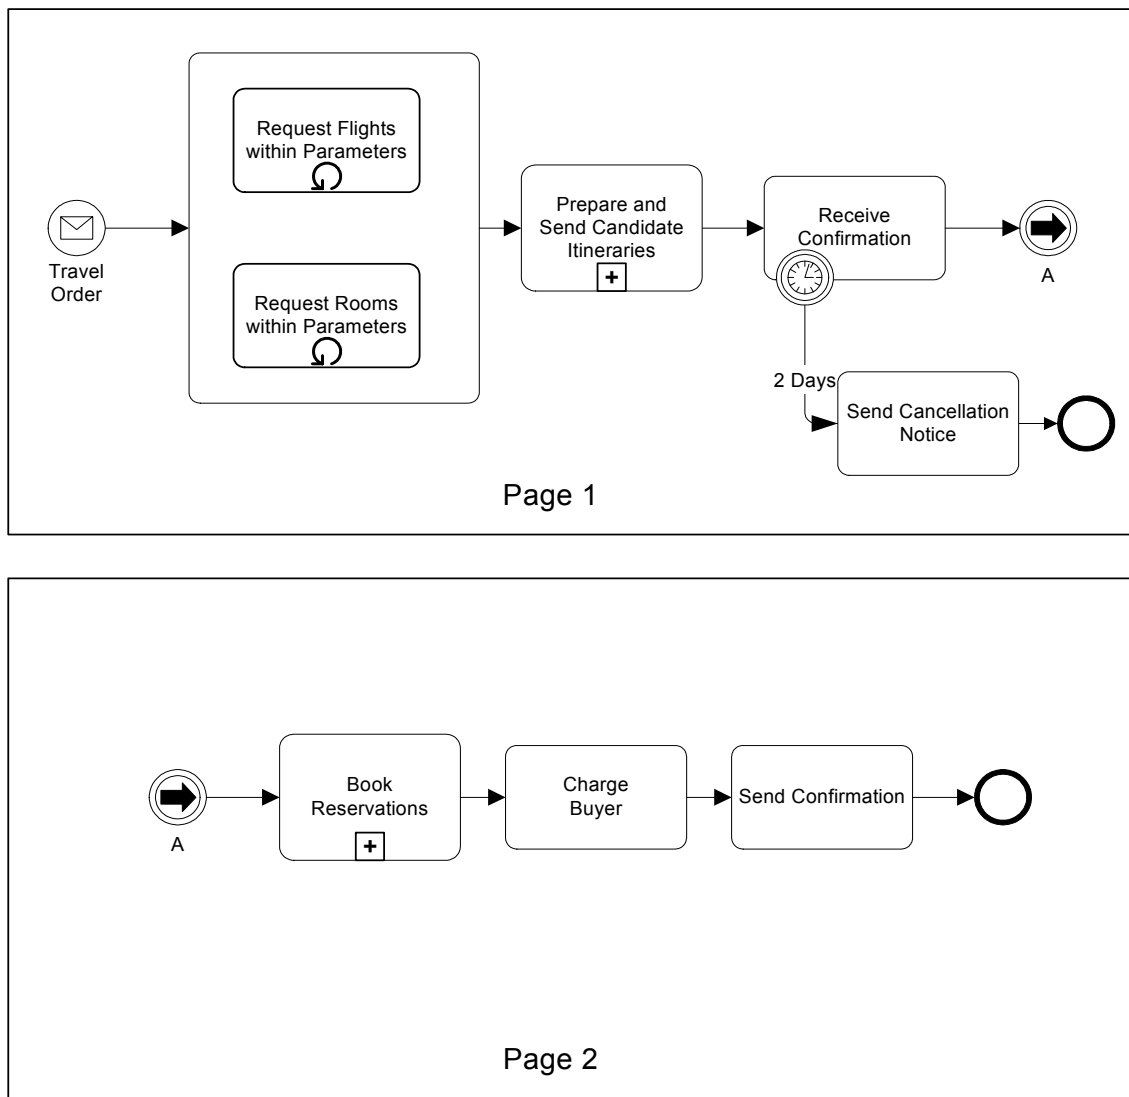 Request Flights
within Parameters
Prepare and
Send Candidate
Itineraries
+
Receive
Confirmation
Travel
Order
A
Request Rooms
within Parameters
2 Days
Send Cancellation
Notice
Page 1
Book
Reservations
+
Charge
Buyer
Send Confirmation
A
Page 2